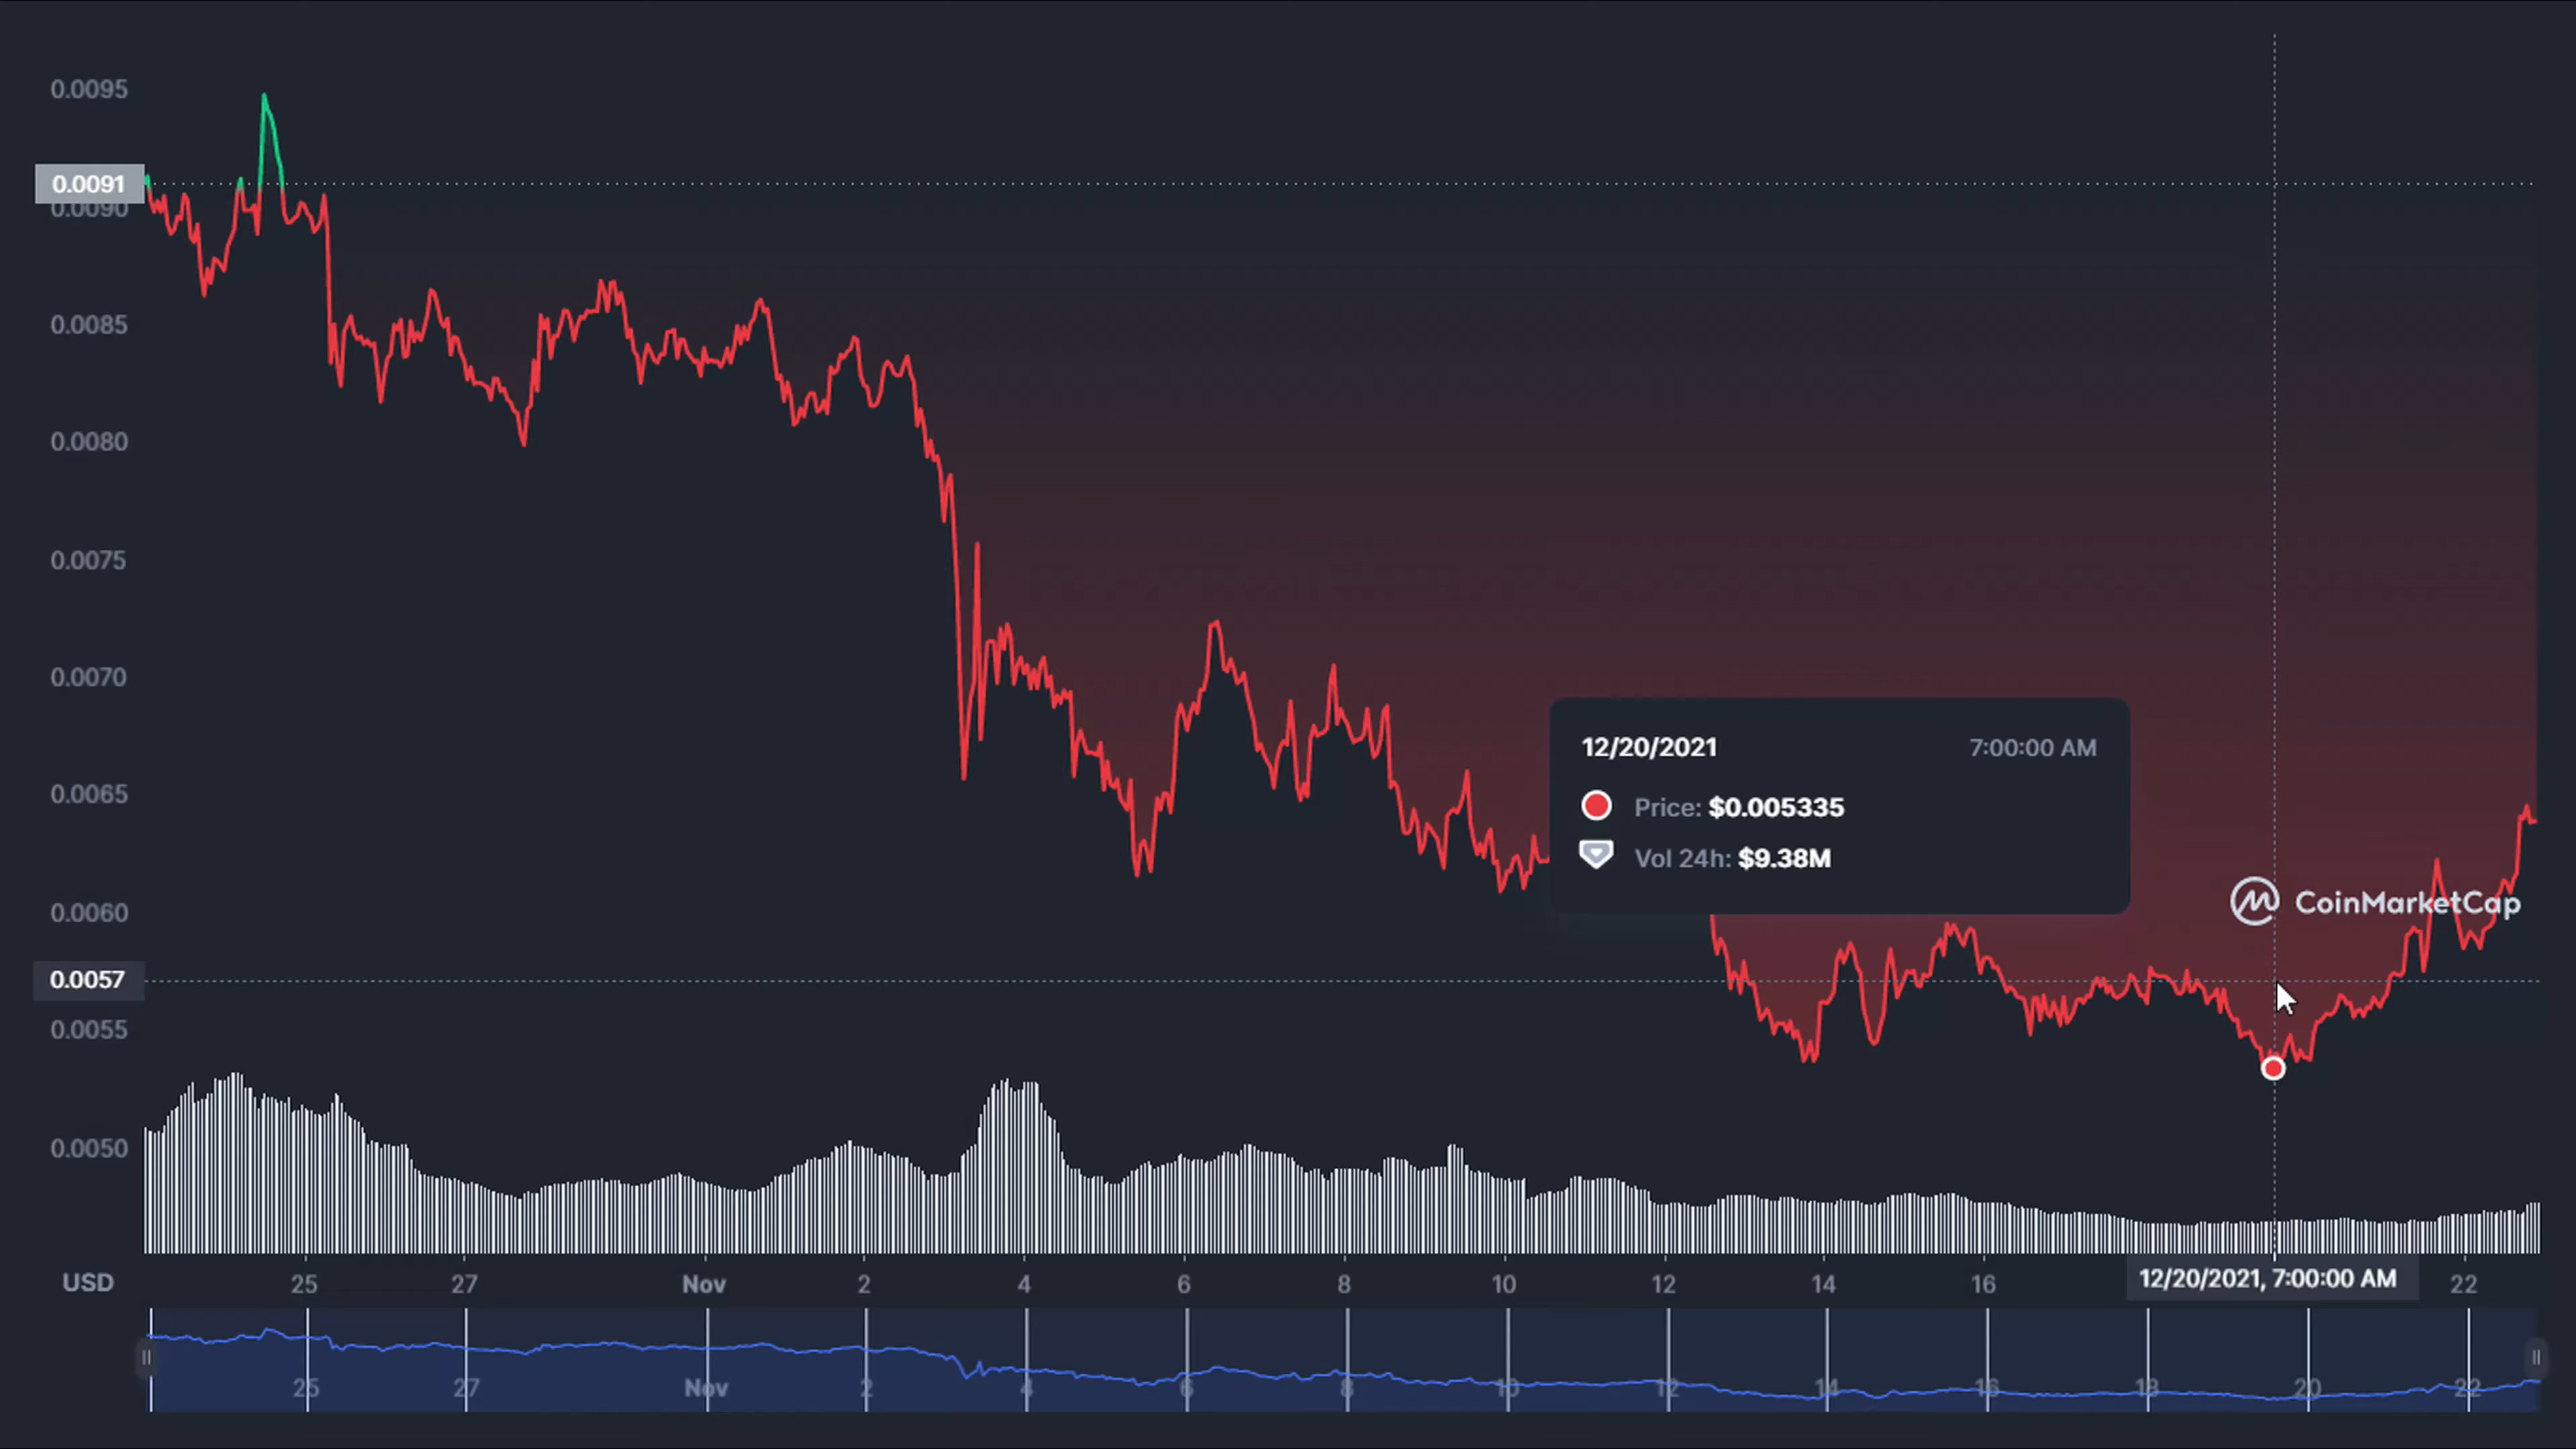 0.0095
0.0091
0.0090
0.0085
0.0080
0.0075
0.0070
12/20/2021 7:00:00 AM
0.0065
Price: $0.005335
Vol 24h: $9.38M
CoinMarketCap
0.0060
0.0057
0.0055
0.0050
USD 25 27 Nov 2 4 6 8 10 12 14 16 12/20/2021, 7:00:00 AM 22
25 27 Nov 2 4 6 8 10 12 14 16 18 20 22